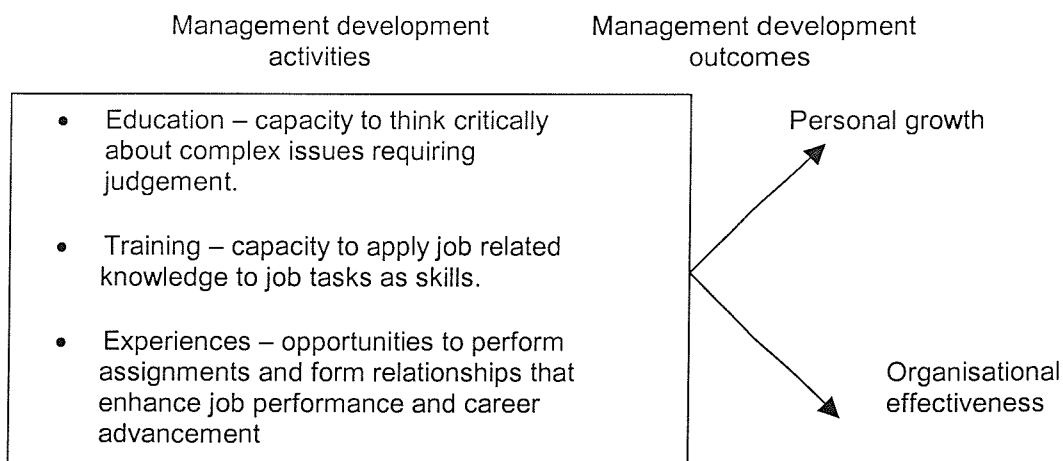 Management development
activities
Management development
outcomes
• Education – capacity to think critically
about complex issues requiring
judgement.
• Training – capacity to apply job related
knowledge to job tasks as skills.
• Experiences – opportunities to perform
assignments and form relationships that
enhance job performance and career
advancement
Personal growth
Organisational
effectiveness